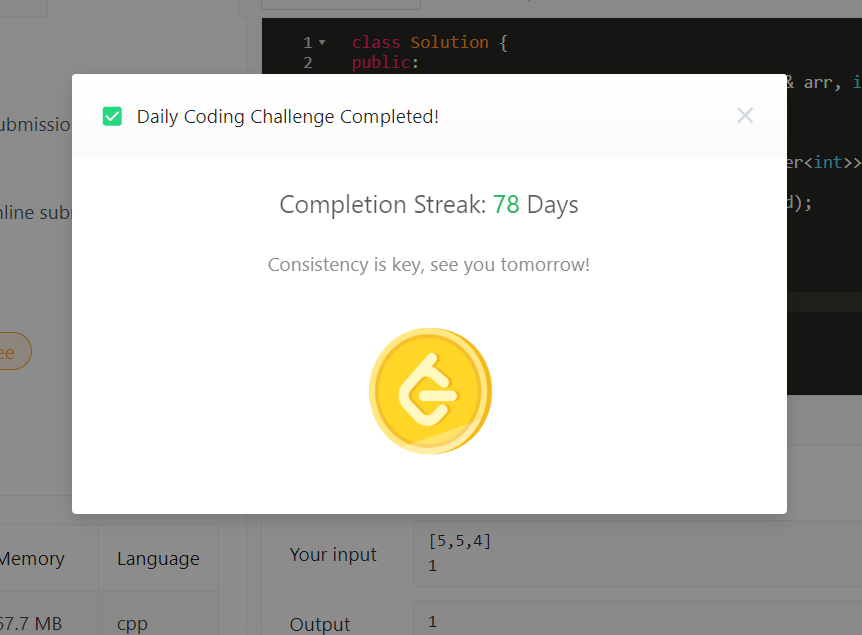 1 class Solution {
2 public:
& arr, i
ubmissio
Daily Coding Challenge Completed!
er<int>>
Completion Streak: 78 Days
nline sub
d);
Consistency is key, see you tomorrow!
ee
Your input
[5,5,4]
1
Memory
Language
67.7 MB
cpp
Output
1